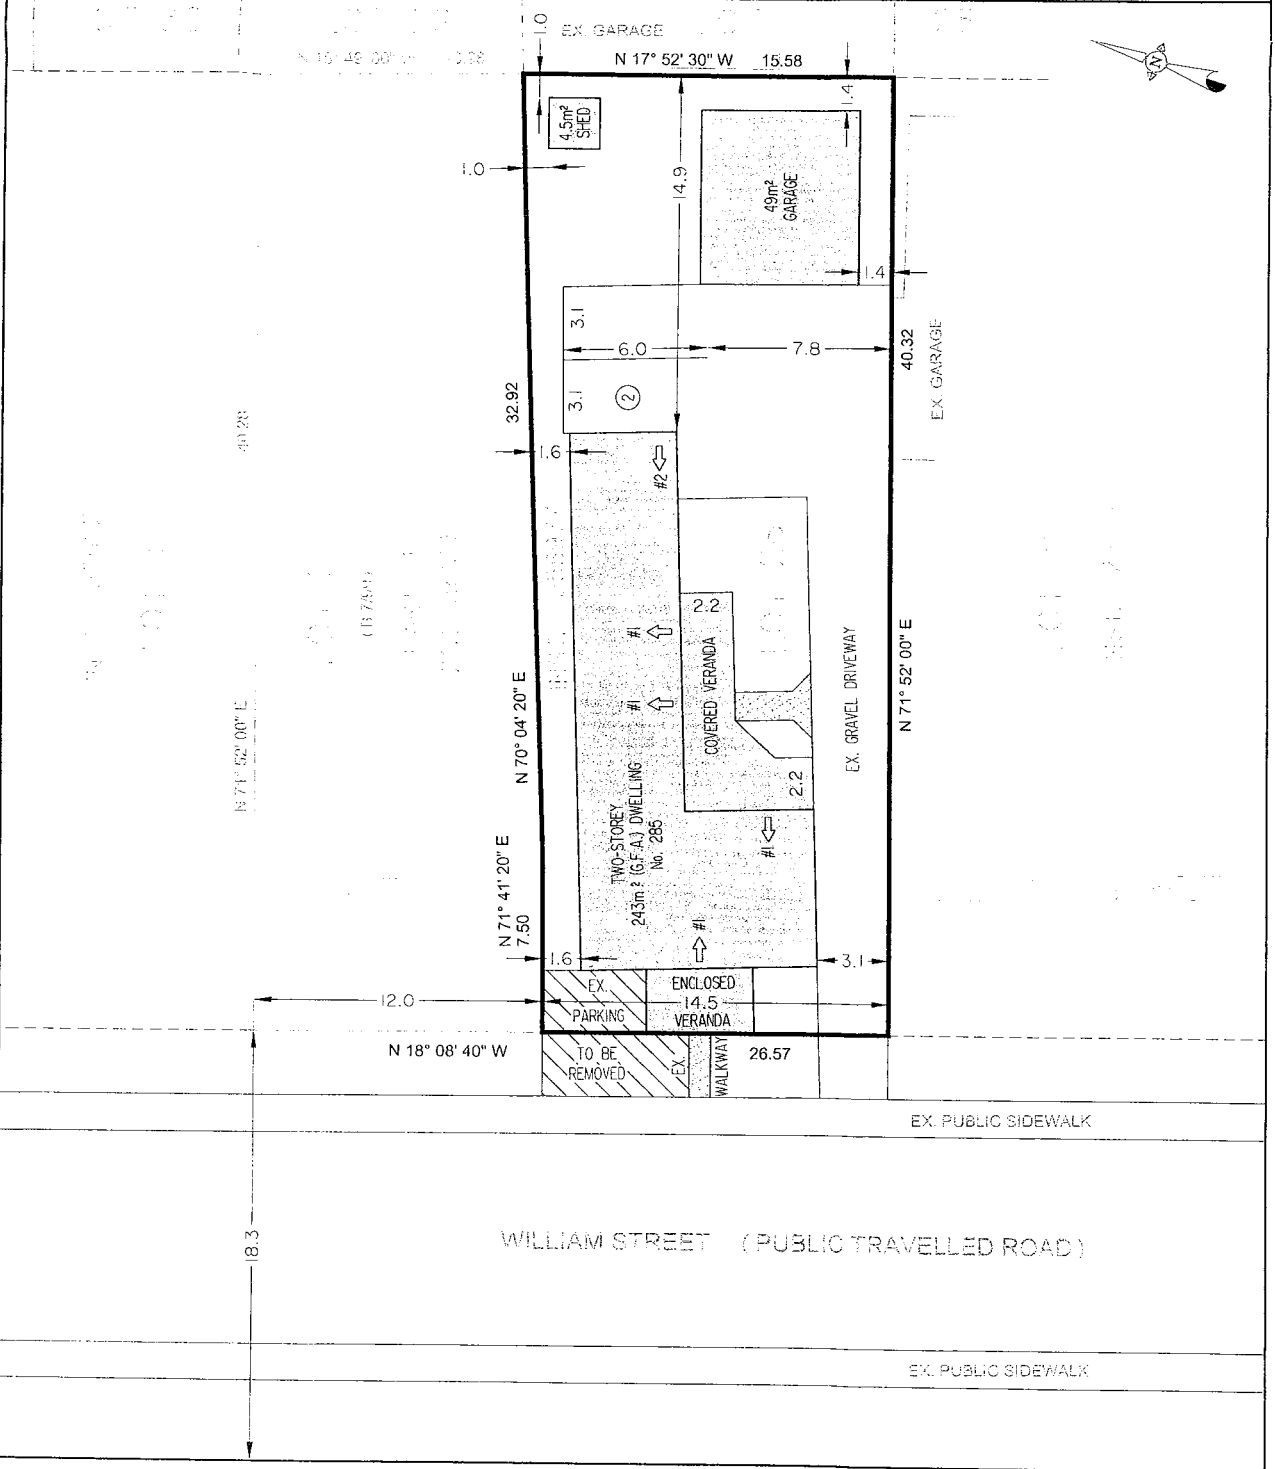 1.0
EX. GARAGE
N 17° 52' 30" W 15.58
N
1.4
4.5m²
SHED
1.0
14.9
49m²
GARAGE
1.4
3.1
6.0
7.8
40.32
EX. GARAGE
32.92
3.1
2
40.28
1.6
#2
2.2
#1
COVERED VERANDA
EX. GRAVEL DRIVEWAY
N 71° 52' 00" E
N 70° 04' 20" E
#1
N 71° 52' 00" E
2.2
TWO-STOREY
243m² (G.F.A.) DWELLING
No. 285
#1
N 71° 41' 20" E
7.50
#1
1.6
3.1
EX.
PARKING
ENCLOSED
14.5
VERANDA
12.0
N 18° 08' 40" W
TO BE
REMOVED
EX.
WALKWAY
26.57
EX. PUBLIC SIDEWALK
18.3
WILLIAM STREET (PUBLIC TRAVELLED ROAD)
EX. PUBLIC SIDEWALK